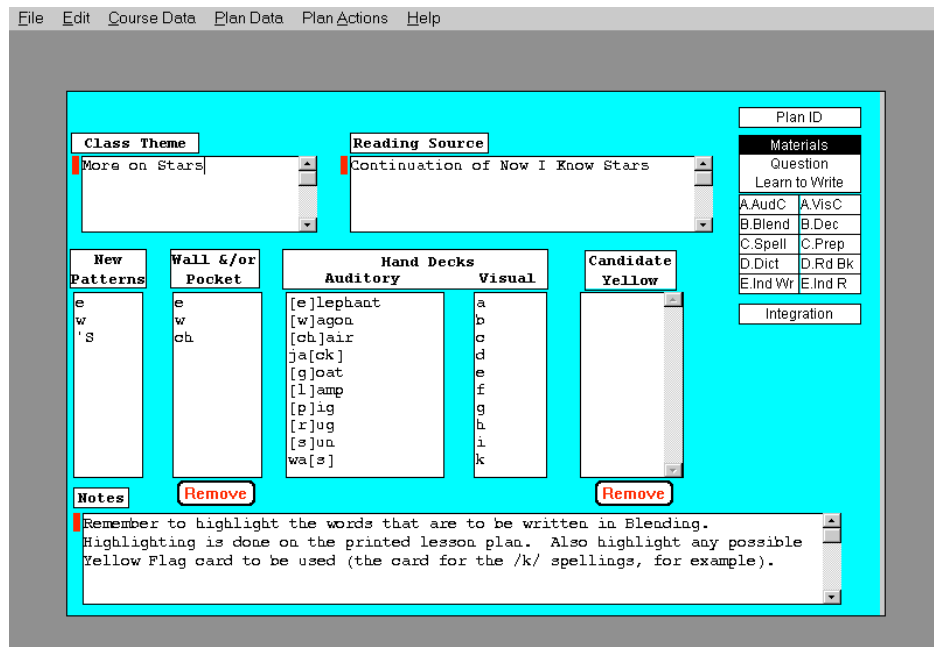 File Edit Course Data Plan Data Plan Actions Help
Plan ID
Class Theme
Reading Source
Materials
Question
Learn to Write
More on Stars
Continuation of Now I Know Stars
A.AudC A.VisC
B.Blend B.Dec
C.Spell C.Prep
D.Dict D.Rd Bk
E.Ind Wr E.Ind R
Integration
New
Patterns
Wall &/or
Pocket
Hand Decks
Auditory Visual
Candidate
Yellow
e
w
'S
e
w
ch
[e]lephant
[w]agon
[ch]air
ja[ck]
[g]oat
[l]amp
[p]ig
[r]ug
[s]un
wa[s]
a
b
c
d
e
f
g
h
i
k
Remove
Remove
Notes
Remember to highlight the words that are to be written in Blending.
Highlighting is done on the printed lesson plan. Also highlight any possible
Yellow Flag card to be used (the card for the /k/ spellings, for example).